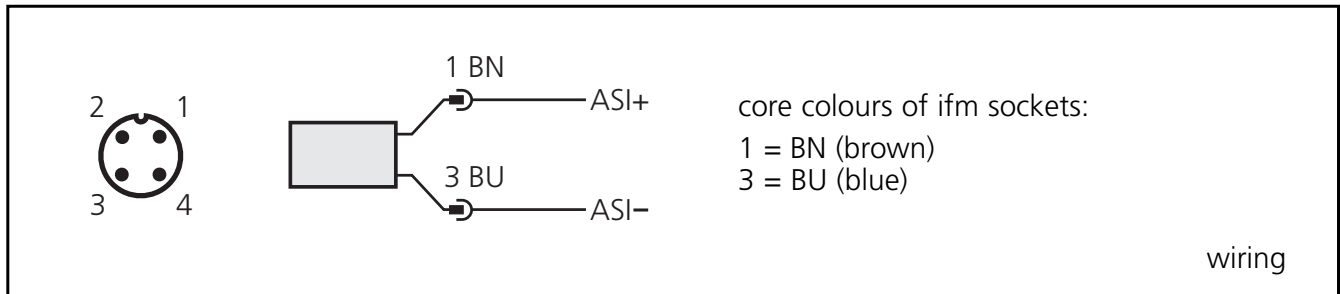 2 1
3 4
1 BN
ASI+
3 BU
ASI−
core colours of ifm sockets:
1 = BN (brown)
3 = BU (blue)
wiring